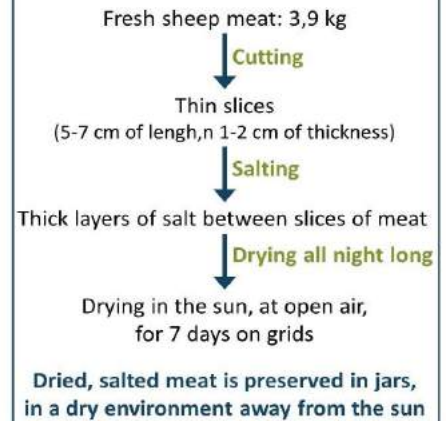 Fresh sheep meat: 3,9 kg
Cutting
Thin slices
(5-7 cm of lengh,n 1-2 cm of thickness)
Salting
Thick layers of salt between slices of meat
Drying all night long
Drying in the sun, at open air,
for 7 days on grids
Dried, salted meat is preserved in jars,
in a dry environment away from the sun